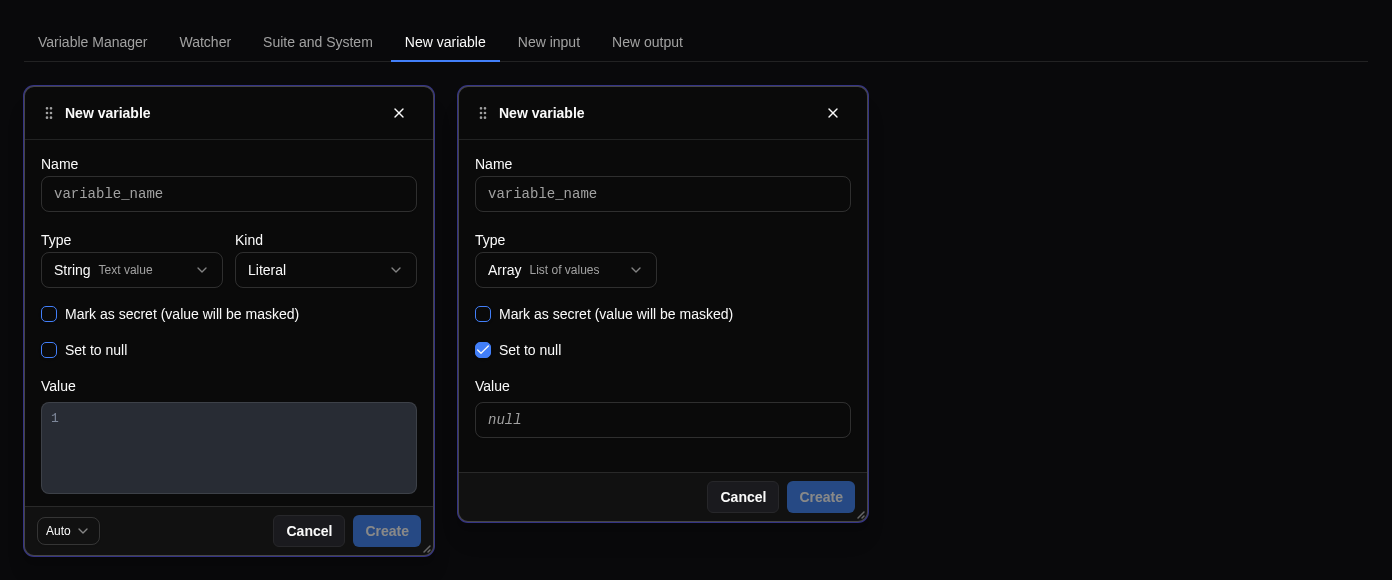 Variable Manager Watcher Suite and System New variable New input New output
New variable
Name
variable_name
Type Kind
String Text value Literal
Mark as secret (value will be masked)
Set to null
Value
1
Auto Cancel Create
New variable
Name
variable_name
Type
Array List of values
Mark as secret (value will be masked)
Set to null
Value
null
Cancel Create